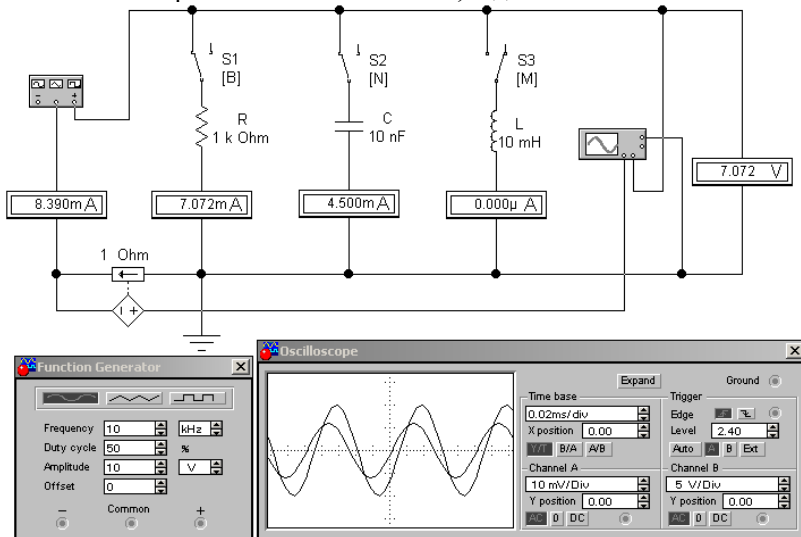 S1
[B]
S2
[N]
S3
[M]
R
1 k Ohm
C
10 nF
L
10 mH
8.390m A
7.072m A
4.500m A
0.000µ A
7.072 V
1 Ohm
Function Generator
Frequency 10 kHz
Duty cycle 50 %
Amplitude 10 V
Offset 0
− Common +
Oscilloscope
Expand
Ground
Time base
0.02ms/div
X position 0.00
Y/T B/A A/B
Trigger
Edge
Level 2.40
Auto A B Ext
Channel A
10 mV/Div
Y position 0.00
AC 0 DC
Channel B
5 V/Div
Y position 0.00
AC 0 DC